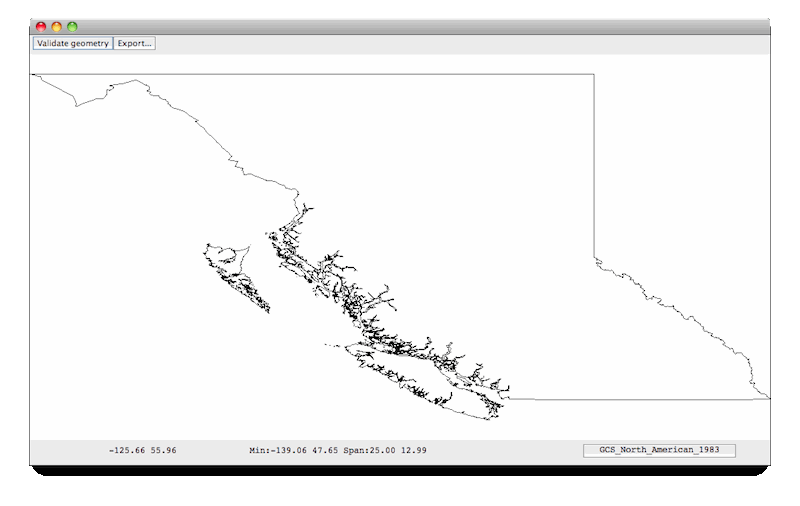 Validate geometry Export...
-125.66 55.96 Min:-139.06 47.65 Span:25.00 12.99 GCS_North_American_1983